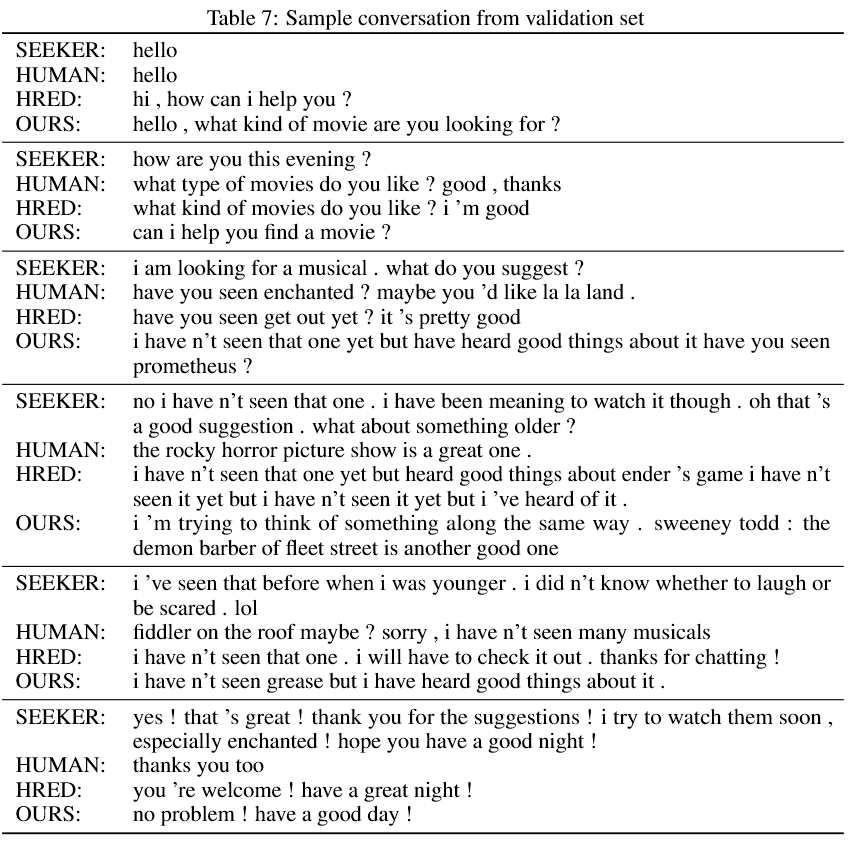 Table 7: Sample conversation from validation set
SEEKER: hello
HUMAN: hello
HRED: hi , how can i help you ?
OURS: hello , what kind of movie are you looking for ?
SEEKER: how are you this evening ?
HUMAN: what type of movies do you like ? good , thanks
HRED: what kind of movies do you like ? i 'm good
OURS: can i help you find a movie ?
SEEKER: i am looking for a musical . what do you suggest ?
HUMAN: have you seen enchanted ? maybe you 'd like la la land .
HRED: have you seen get out yet ? it 's pretty good
OURS: i have n't seen that one yet but have heard good things about it have you seen
prometheus ?
SEEKER: no i have n't seen that one . i have been meaning to watch it though . oh that 's
a good suggestion . what about something older ?
HUMAN: the rocky horror picture show is a great one .
HRED: i have n't seen that one yet but heard good things about ender 's game i have n't
seen it yet but i have n't seen it yet but i 've heard of it .
OURS: i 'm trying to think of something along the same way . sweeney todd : the
demon barber of fleet street is another good one
SEEKER: i 've seen that before when i was younger . i did n't know whether to laugh or
be scared . lol
HUMAN: fiddler on the roof maybe ? sorry , i have n't seen many musicals
HRED: i have n't seen that one . i will have to check it out . thanks for chatting !
OURS: i have n't seen grease but i have heard good things about it .
SEEKER: yes ! that 's great ! thank you for the suggestions ! i try to watch them soon ,
especially enchanted ! hope you have a good night !
HUMAN: thanks you too
HRED: you 're welcome ! have a great night !
OURS: no problem ! have a good day !